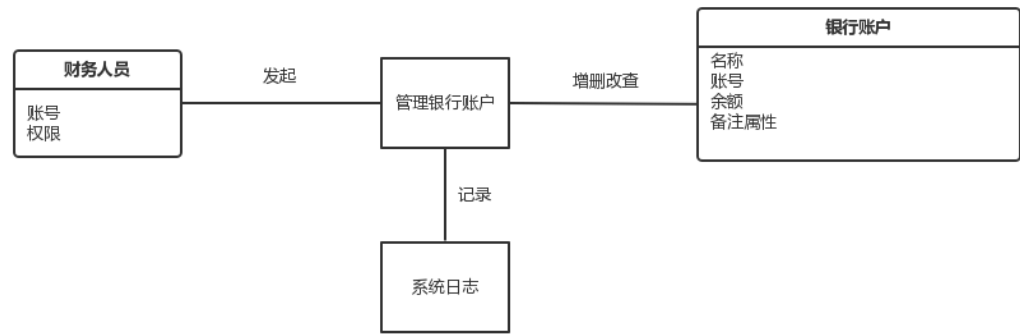 财务人员
账号
权限
发起
管理银行账户
增删改查
银行账户
名称
账号
余额
备注属性
记录
系统日志